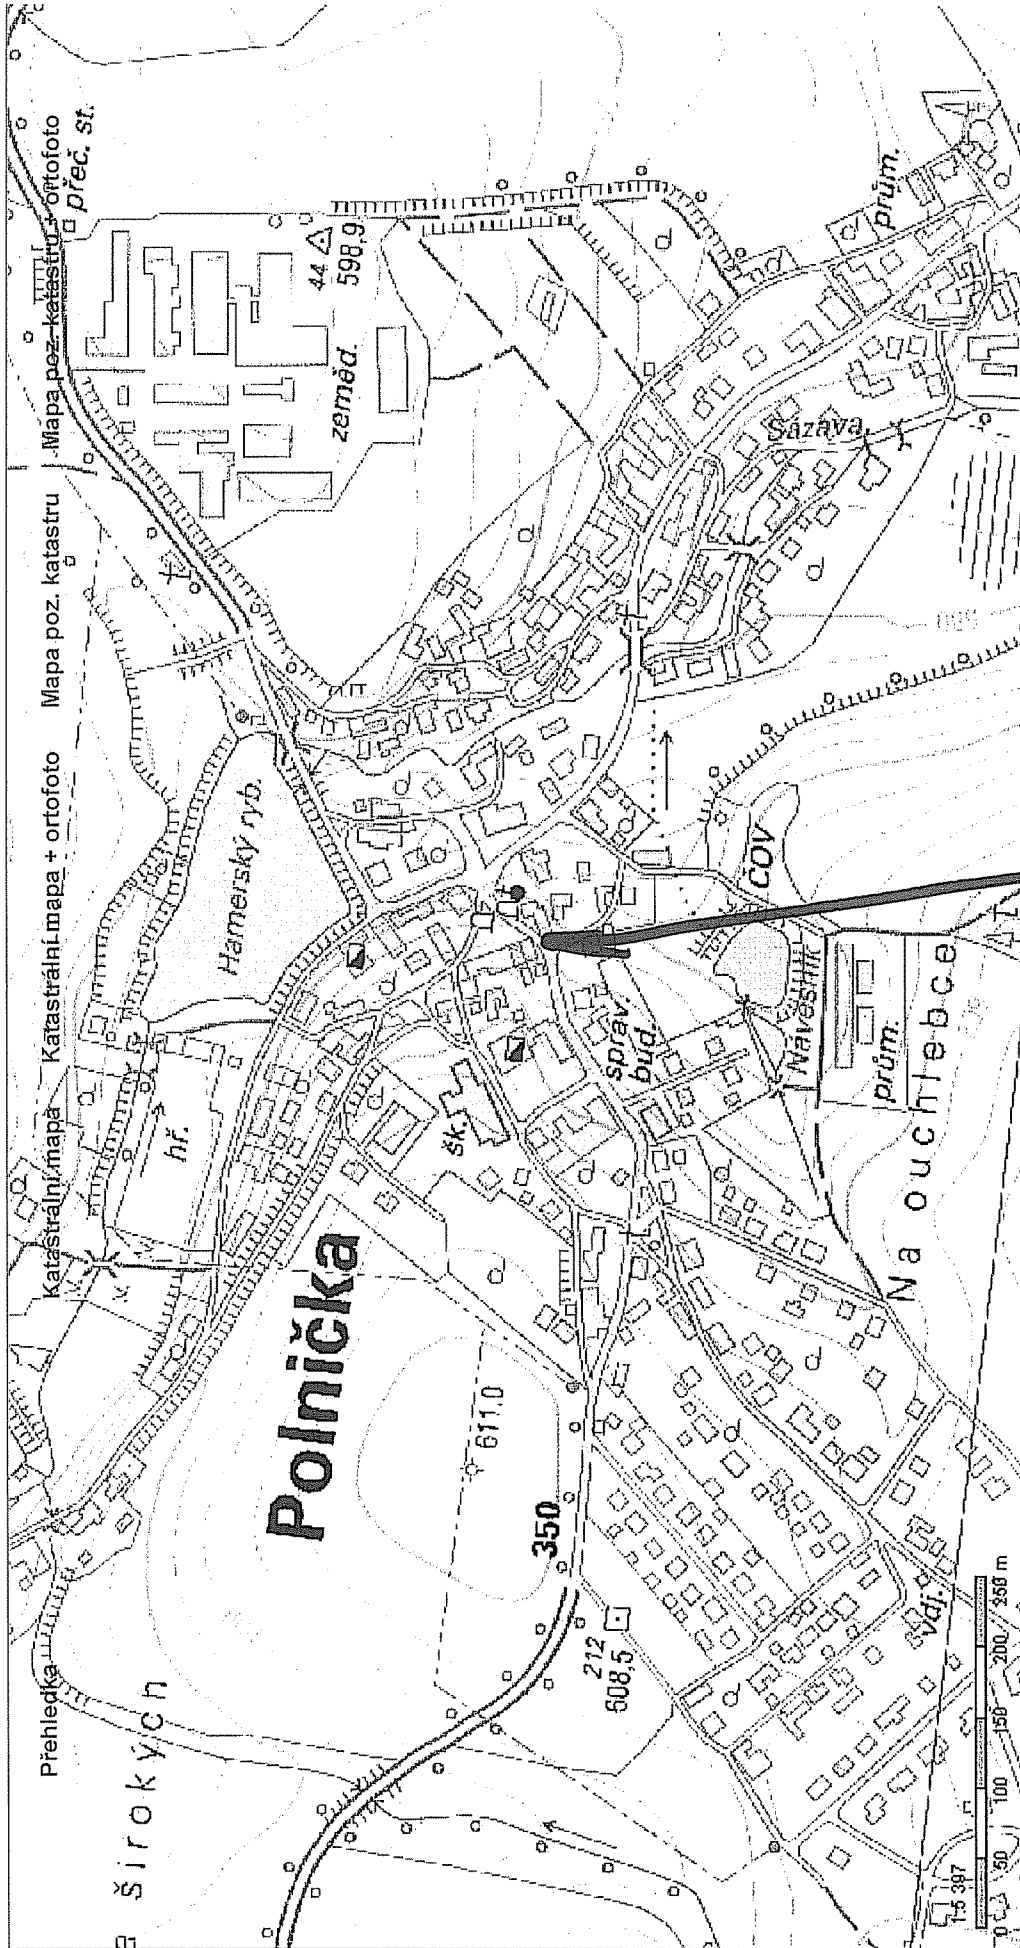 Přehledka
Katastrální mapa
Katastrální mapa + ortofoto
Mapa poz. katastru
Mapa poz. katastru + ortofoto
přeč. st.
44
598,9
zeměd.
Hamerský ryb.
hř.
Širokých
Polnička
šk.
611,0
350
212
608,5
správ.
bud.
ČOV
Návesník
prům.
Na ouchlebce
Sázava
prům.
vdj.
1:5 397
0 50 100 150 200 250 m